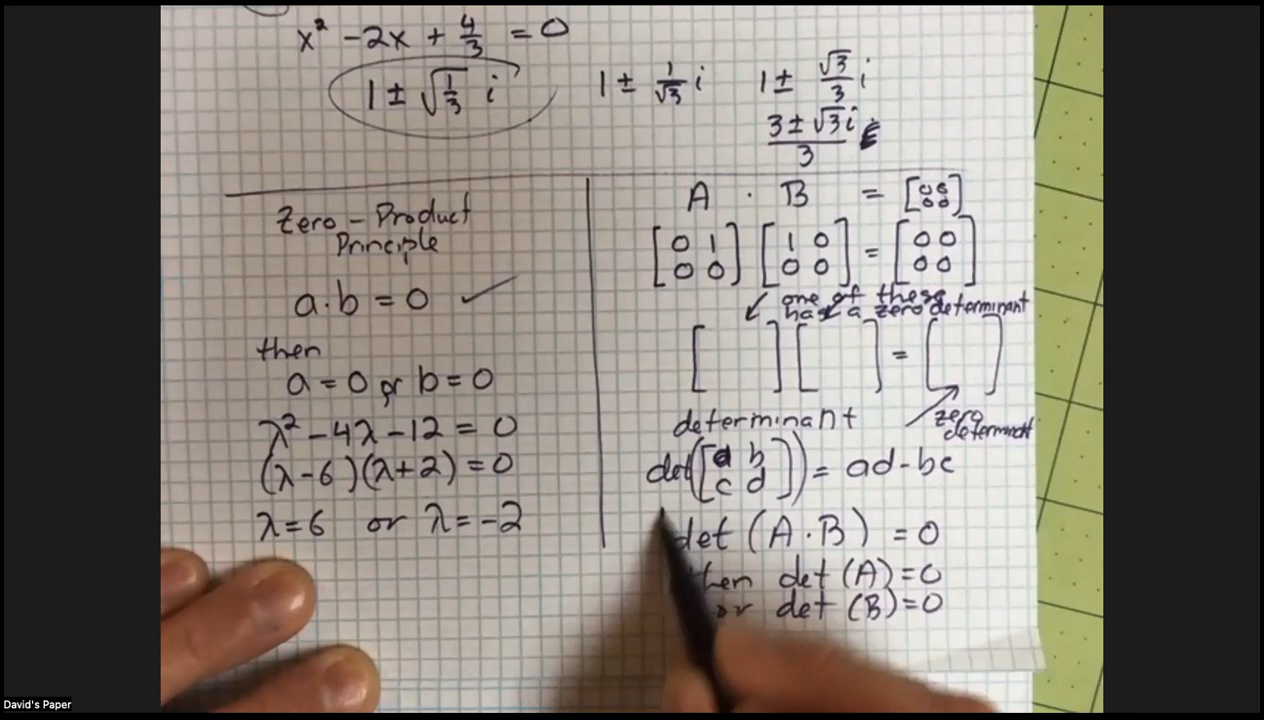 x² - 2x + 4/3 = 0
1 ± √(1/3) i
1 ± 1/√3 i
1 ± √3/3 i
(3 ± √3 i)/3
Zero-Product
Principle
a·b = 0 ✓
then
a = 0 or b = 0
λ² - 4λ - 12 = 0
(λ - 6)(λ + 2) = 0
λ = 6 or λ = -2
A · B = [0 0; 0 0]
[0 1; 0 0] [1 0; 0 0] = [0 0; 0 0]
one of these
has a zero determinant
[ ] [ ] = [ ]
zero
determinant
determinant
det([a b; c d]) = ad - bc
det (A · B) = 0
then det (A) = 0
or det (B) = 0
David's Paper